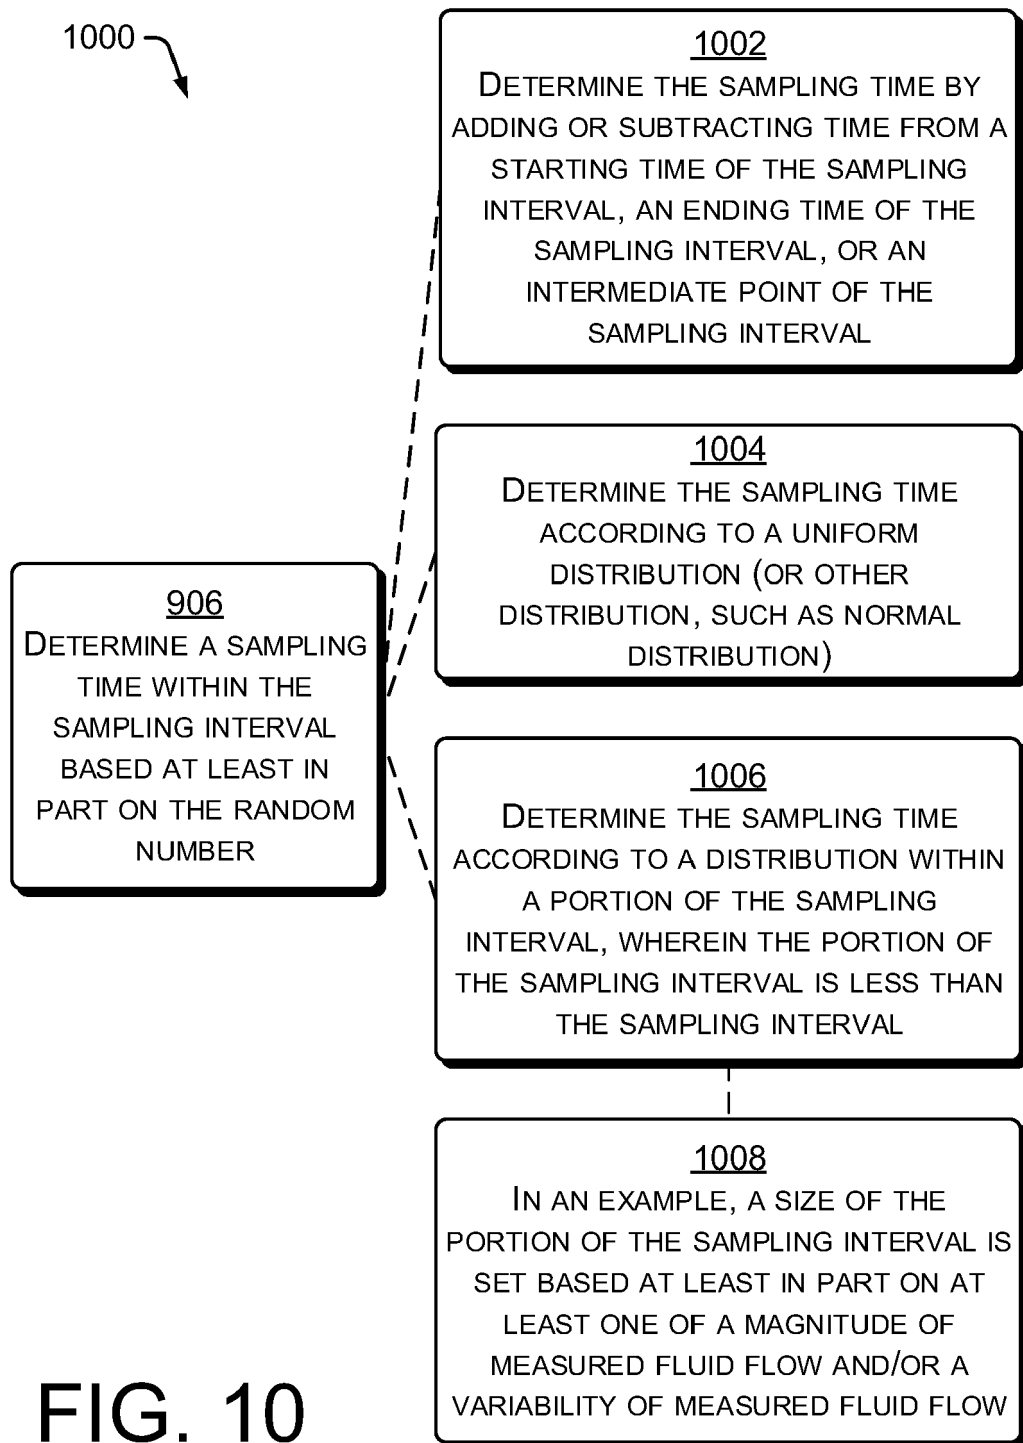 1000
1002
DETERMINE THE SAMPLING TIME BY
ADDING OR SUBTRACTING TIME FROM A
STARTING TIME OF THE SAMPLING
INTERVAL, AN ENDING TIME OF THE
SAMPLING INTERVAL, OR AN
INTERMEDIATE POINT OF THE
SAMPLING INTERVAL
1004
DETERMINE THE SAMPLING TIME
ACCORDING TO A UNIFORM
DISTRIBUTION (OR OTHER
DISTRIBUTION, SUCH AS NORMAL
DISTRIBUTION)
906
DETERMINE A SAMPLING
TIME WITHIN THE
SAMPLING INTERVAL
BASED AT LEAST IN
PART ON THE RANDOM
NUMBER
1006
DETERMINE THE SAMPLING TIME
ACCORDING TO A DISTRIBUTION WITHIN
A PORTION OF THE SAMPLING
INTERVAL, WHEREIN THE PORTION OF
THE SAMPLING INTERVAL IS LESS THAN
THE SAMPLING INTERVAL
1008
IN AN EXAMPLE, A SIZE OF THE
PORTION OF THE SAMPLING INTERVAL IS
SET BASED AT LEAST IN PART ON AT
LEAST ONE OF A MAGNITUDE OF
MEASURED FLUID FLOW AND/OR A
VARIABILITY OF MEASURED FLUID FLOW
FIG. 10